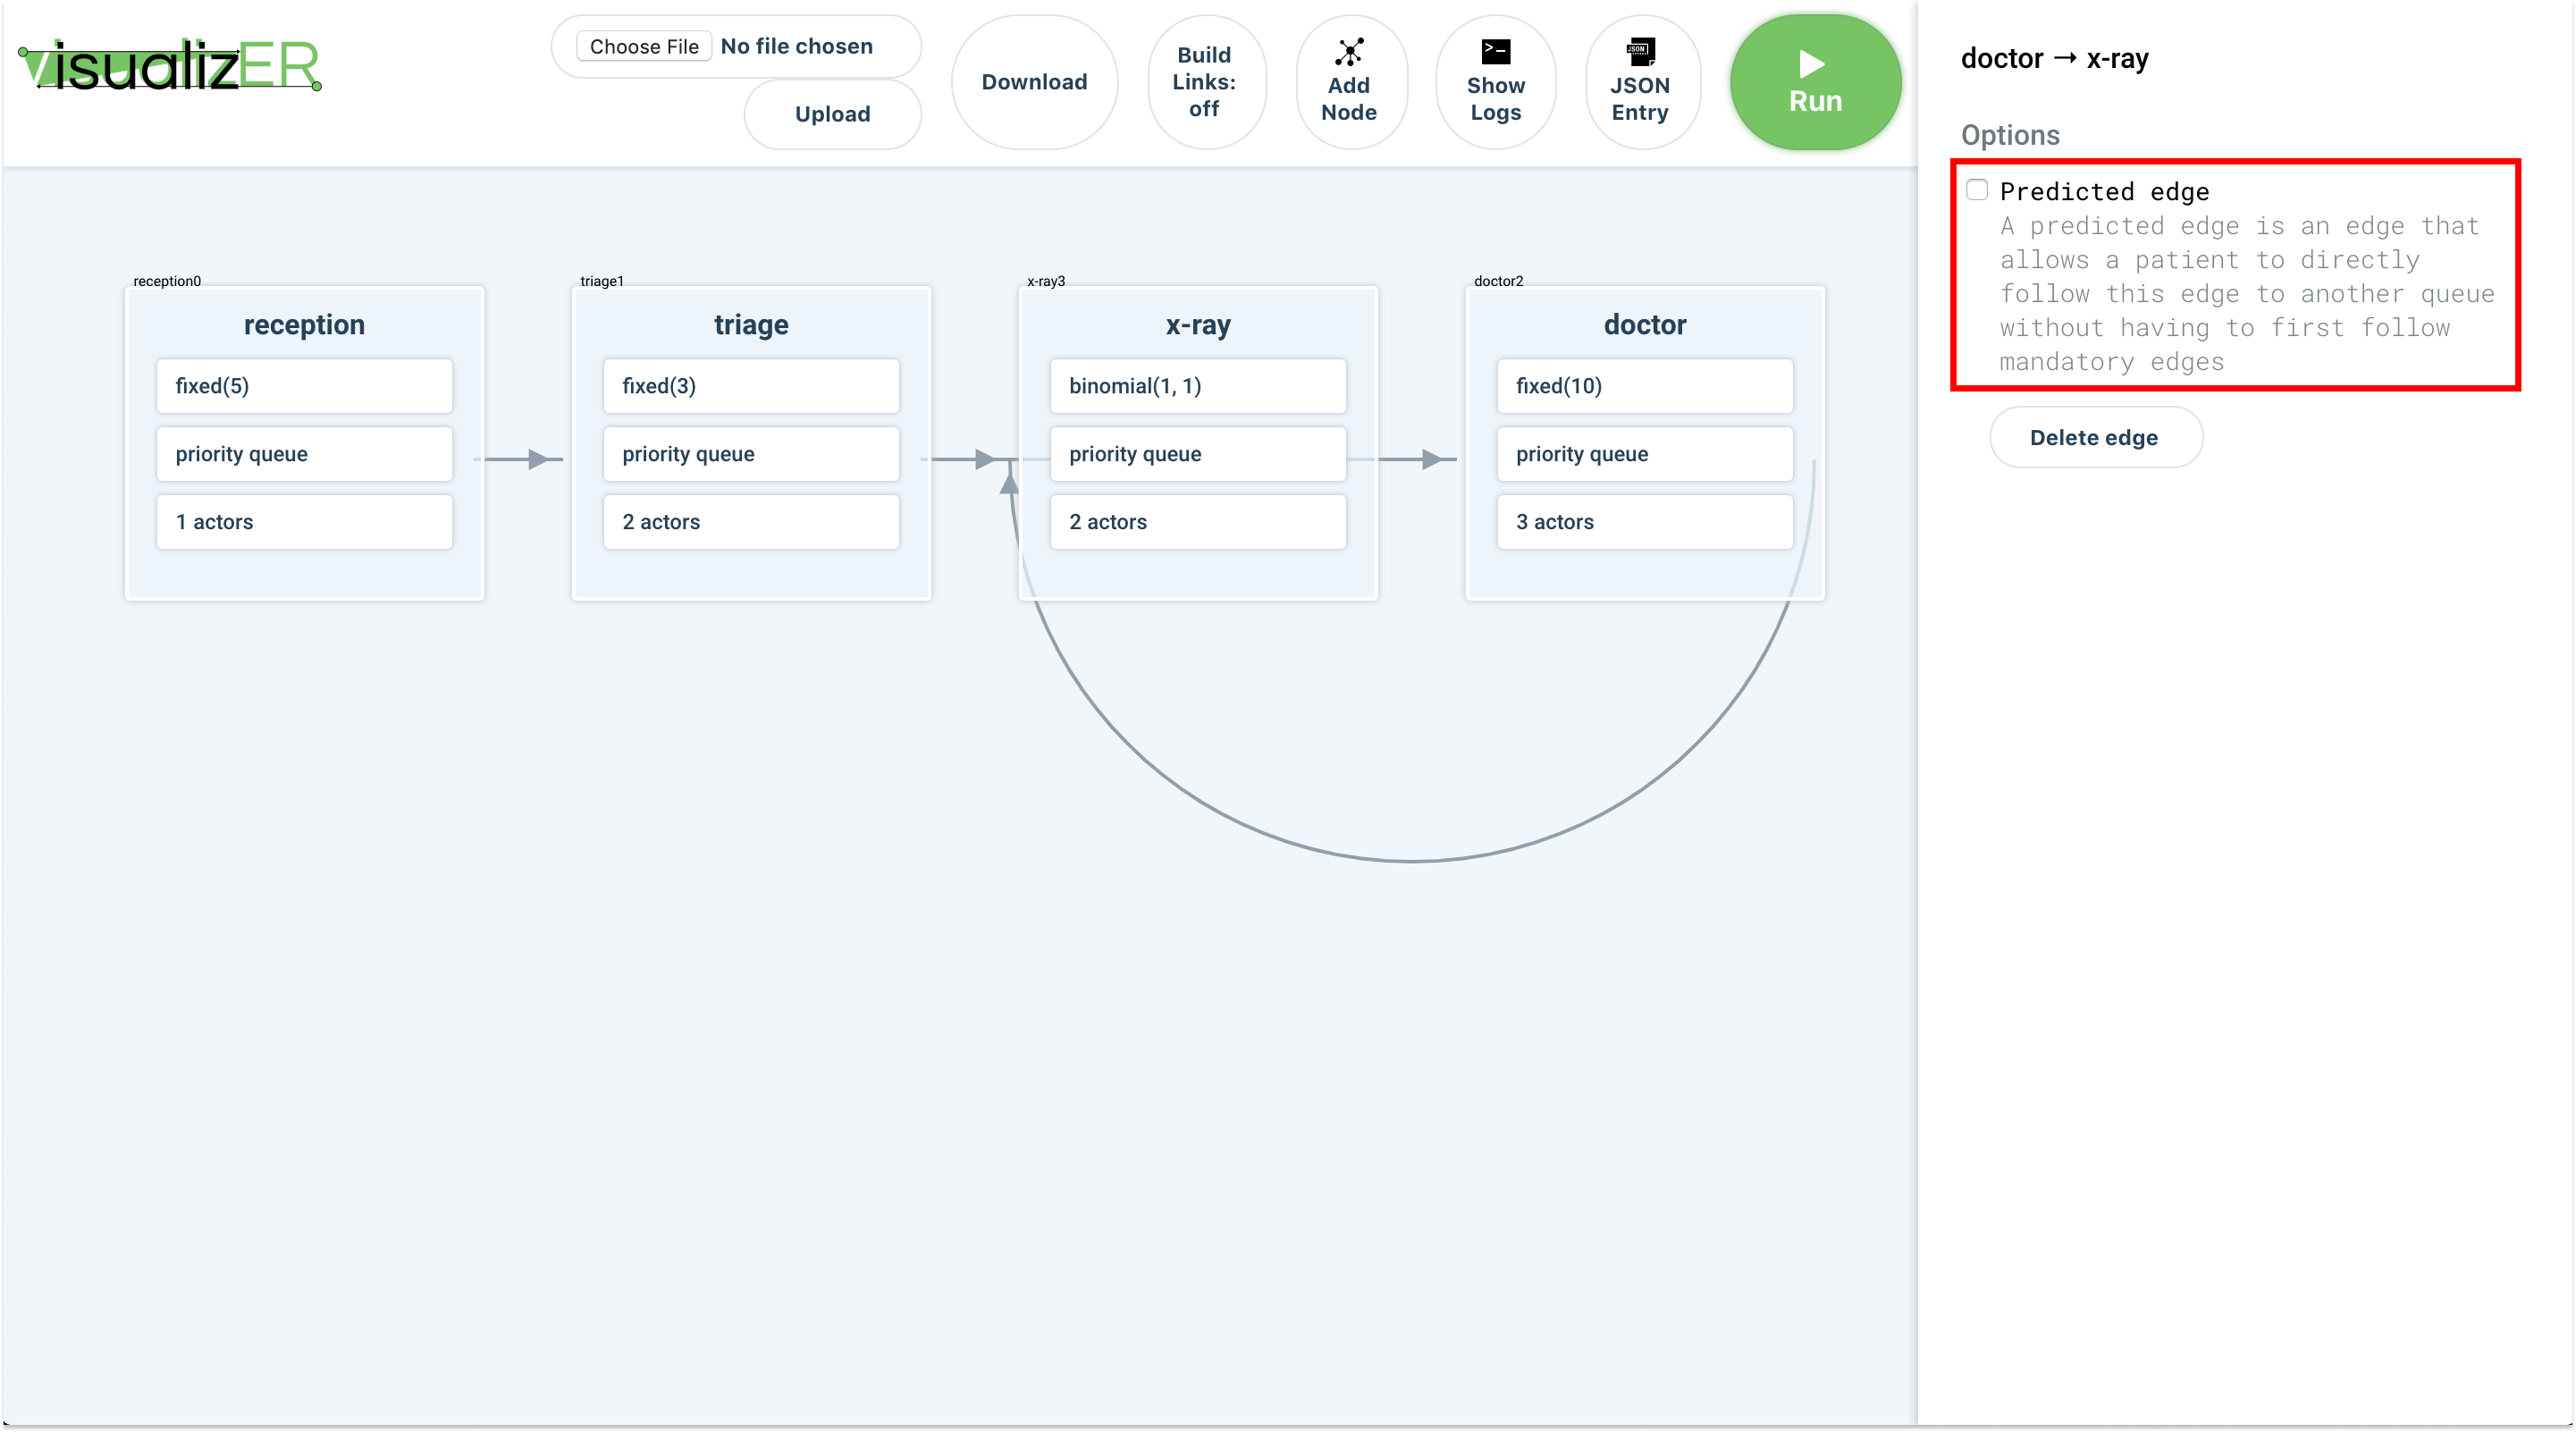 visualizER
Choose File No file chosen
Upload
Download
Build
Links:
off
Add
Node
>_
Show
Logs
JSON
JSON
Entry
Run
doctor → x-ray
Options
Predicted edge
A predicted edge is an edge that
allows a patient to directly
follow this edge to another queue
without having to first follow
mandatory edges
Delete edge
reception0
reception
fixed(5)
priority queue
1 actors
triage1
triage
fixed(3)
priority queue
2 actors
x-ray3
x-ray
binomial(1, 1)
priority queue
2 actors
doctor2
doctor
fixed(10)
priority queue
3 actors